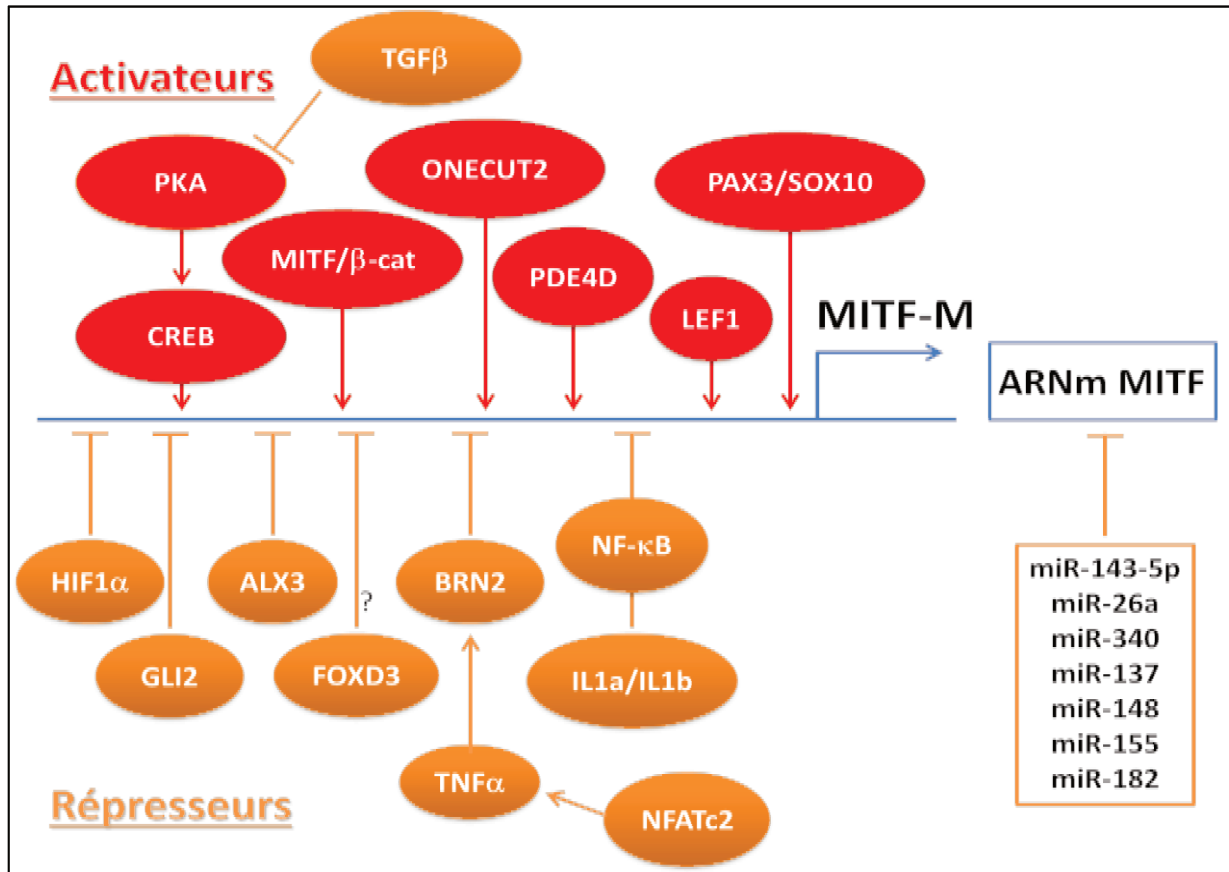 TGFβ
Activateurs
PKA
ONECUT2
PAX3/SOX10
MITF/β-cat
PDE4D
CREB
LEF1
MITF-M
ARNm MITF
HIF1α
ALX3
BRN2
NF-κB
?
GLI2
FOXD3
IL1a/IL1b
TNFα
NFATc2
Répresseurs
miR-143-5p
miR-26a
miR-340
miR-137
miR-148
miR-155
miR-182